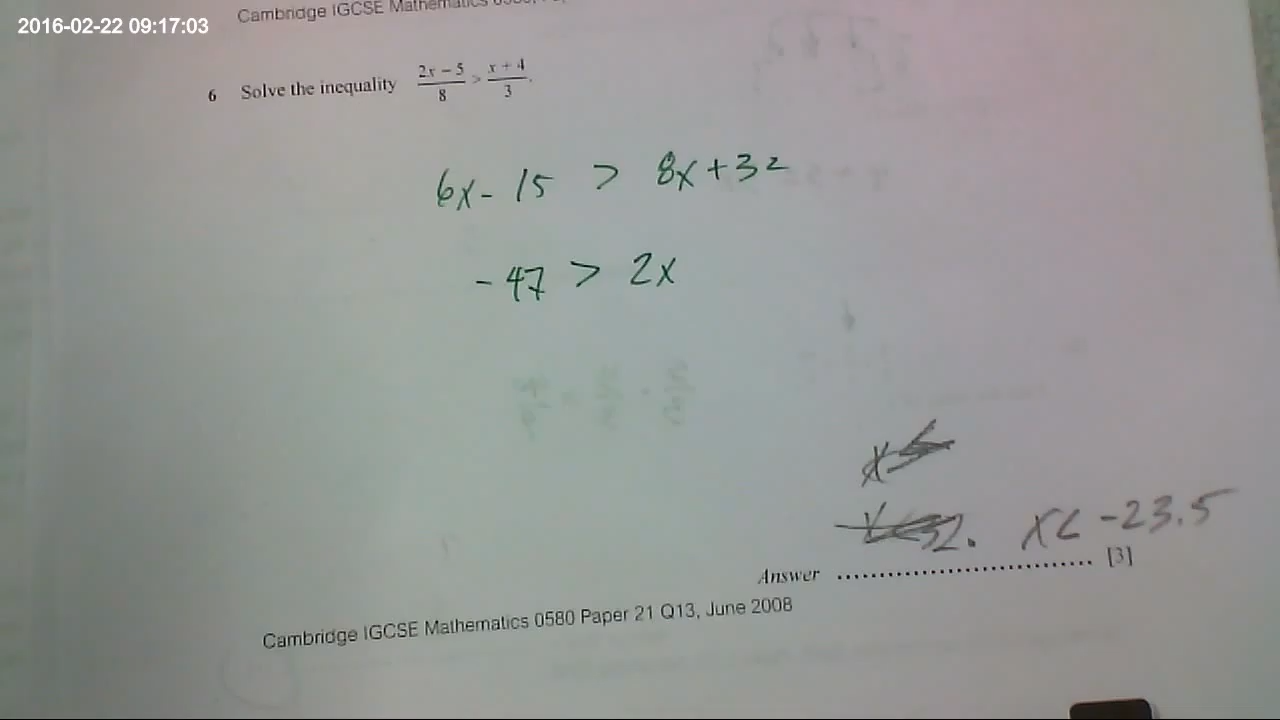 2016-02-22 09:17:03
Cambridge IGCSE Mathematics 0580,
6 Solve the inequality (2x − 5)/8 > (x + 4)/3.
6x - 15 > 8x + 32
- 47 > 2x
x
x < -23.5
Answer .............................. [3]
Cambridge IGCSE Mathematics 0580 Paper 21 Q13, June 2008